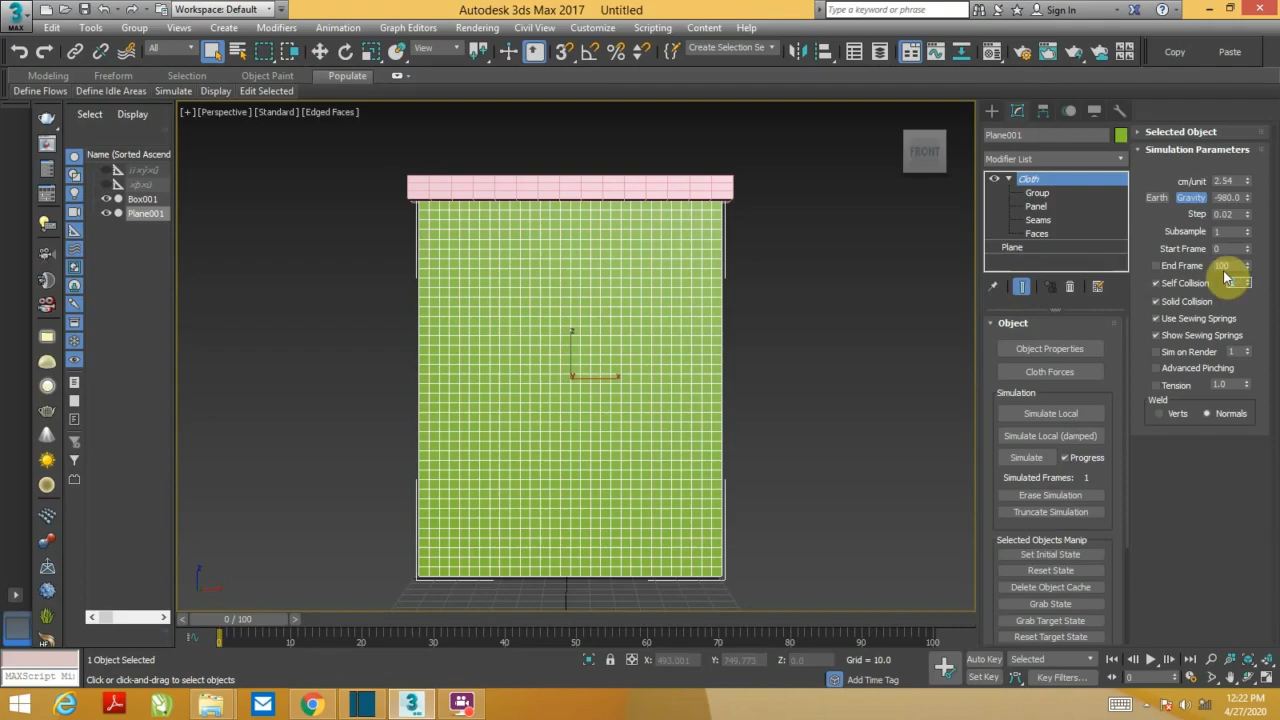 Workspace: Default
Autodesk 3ds Max 2017 Untitled
Type a keyword or phrase
Sign In
MAX
Edit Tools Group Views Create Modifiers Animation Graph Editors Rendering Civil View Customize Scripting Content Help
All
View
Create Selection Se
Copy Paste
Modeling Freeform Selection Object Paint Populate
Define Flows Define Idle Areas Simulate Display Edit Selected
Select Display
[+] [Perspective] [Standard] [Edged Faces]
FRONT
Name (Sorted Ascend
Box001
Plane001
z
x
z
Plane001
Modifier List
Cloth
Group
Panel
Seams
Faces
Plane
Object
Object Properties
Cloth Forces
Simulation
Simulate Local
Simulate Local (damped)
Simulate Progress
Simulated Frames: 1
Erase Simulation
Truncate Simulation
Selected Objects Manip
Set Initial State
Reset State
Delete Object Cache
Grab State
Grab Target State
Reset Target State
Selected Object
Simulation Parameters
cm/unit 2.54
Earth Gravity -980.0
Step 0.02
Subsample 1
Start Frame 0
End Frame 100
Self Collision
Solid Collision
Use Sewing Springs
Show Sewing Springs
Sim on Render 1
Advanced Pinching
Tension 1.0
Weld
Verts Normals
0 / 100
0 10 20 30 40 50 60 70 80 90 100
1 Object Selected
X: 493.001 Y: 749.773 Z: 0.0 Grid = 10.0
Auto Key Selected
MAXScript Mi
Click or click-and-drag to select objects
Add Time Tag
Set Key Key Filters...
0
12:22 PM
4/27/2020